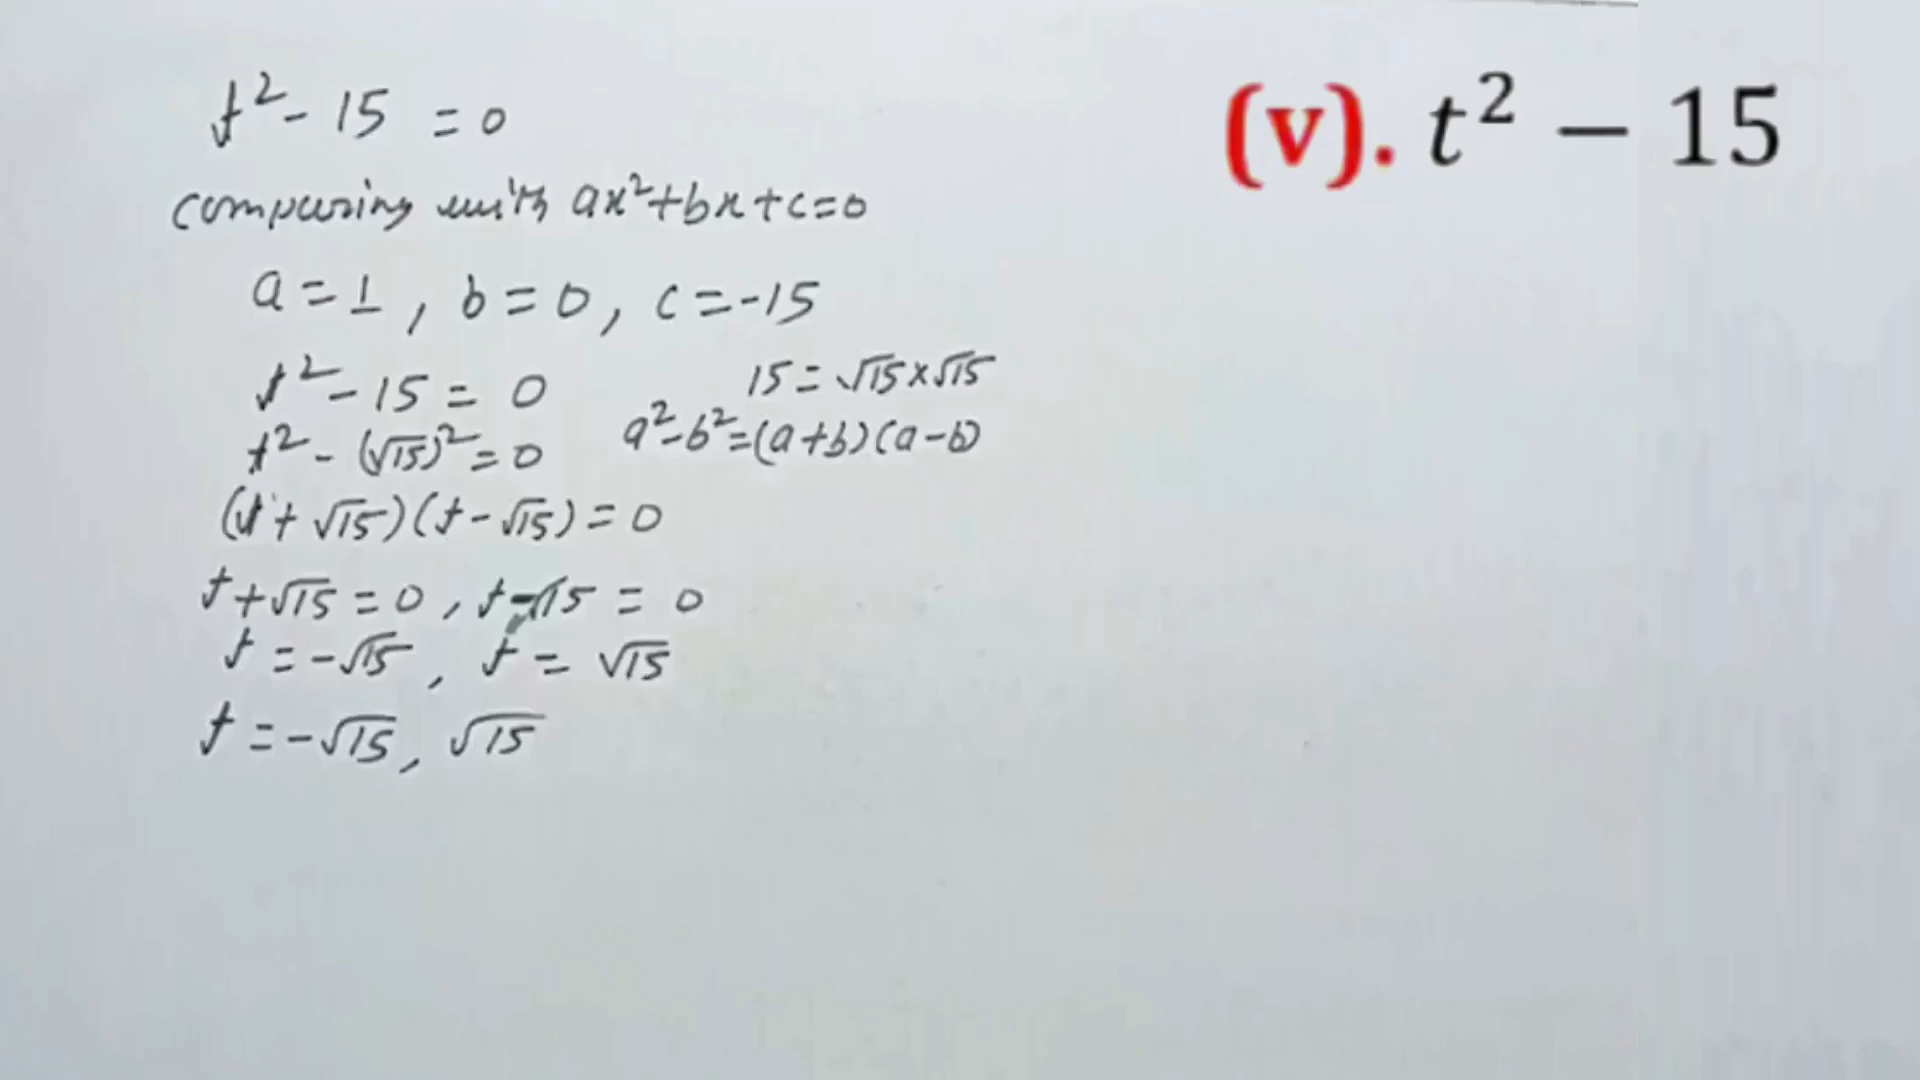 t² - 15 = 0
(v). t² − 15
comparing with ax²+bx+c=0
a = 1 , b = 0 , c = -15
t² - 15 = 0
15 = √15 × √15
t² - (√15)² = 0
a²-b²=(a+b)(a-b)
(t + √15)(t - √15) = 0
t + √15 = 0 , t - √15 = 0
t = -√15 , t = √15
t = -√15 , √15